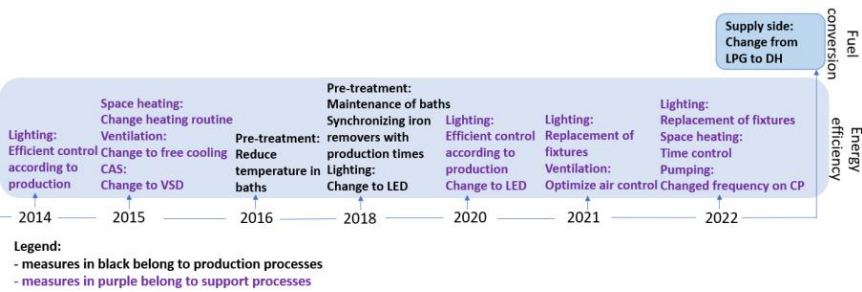 Supply side:
Change from
LPG to DH
Fuel
conversion
Lighting:
Efficient control
according to
production
Space heating:
Change heating routine
Ventilation:
Change to free cooling
CAS:
Change to VSD
Pre-treatment:
Reduce
temperature in
baths
Pre-treatment:
Maintenance of baths
Synchronizing iron
removers with
production times
Lighting:
Change to LED
Lighting:
Efficient control
according to
production
Change to LED
Lighting:
Replacement of
fixtures
Ventilation:
Optimize air control
Lighting:
Replacement of fixtures
Space heating:
Time control
Pumping:
Changed frequency on CP
Energy
efficiency
2014
2015
2016
2018
2020
2021
2022
Legend:
- measures in black belong to production processes
- measures in purple belong to support processes